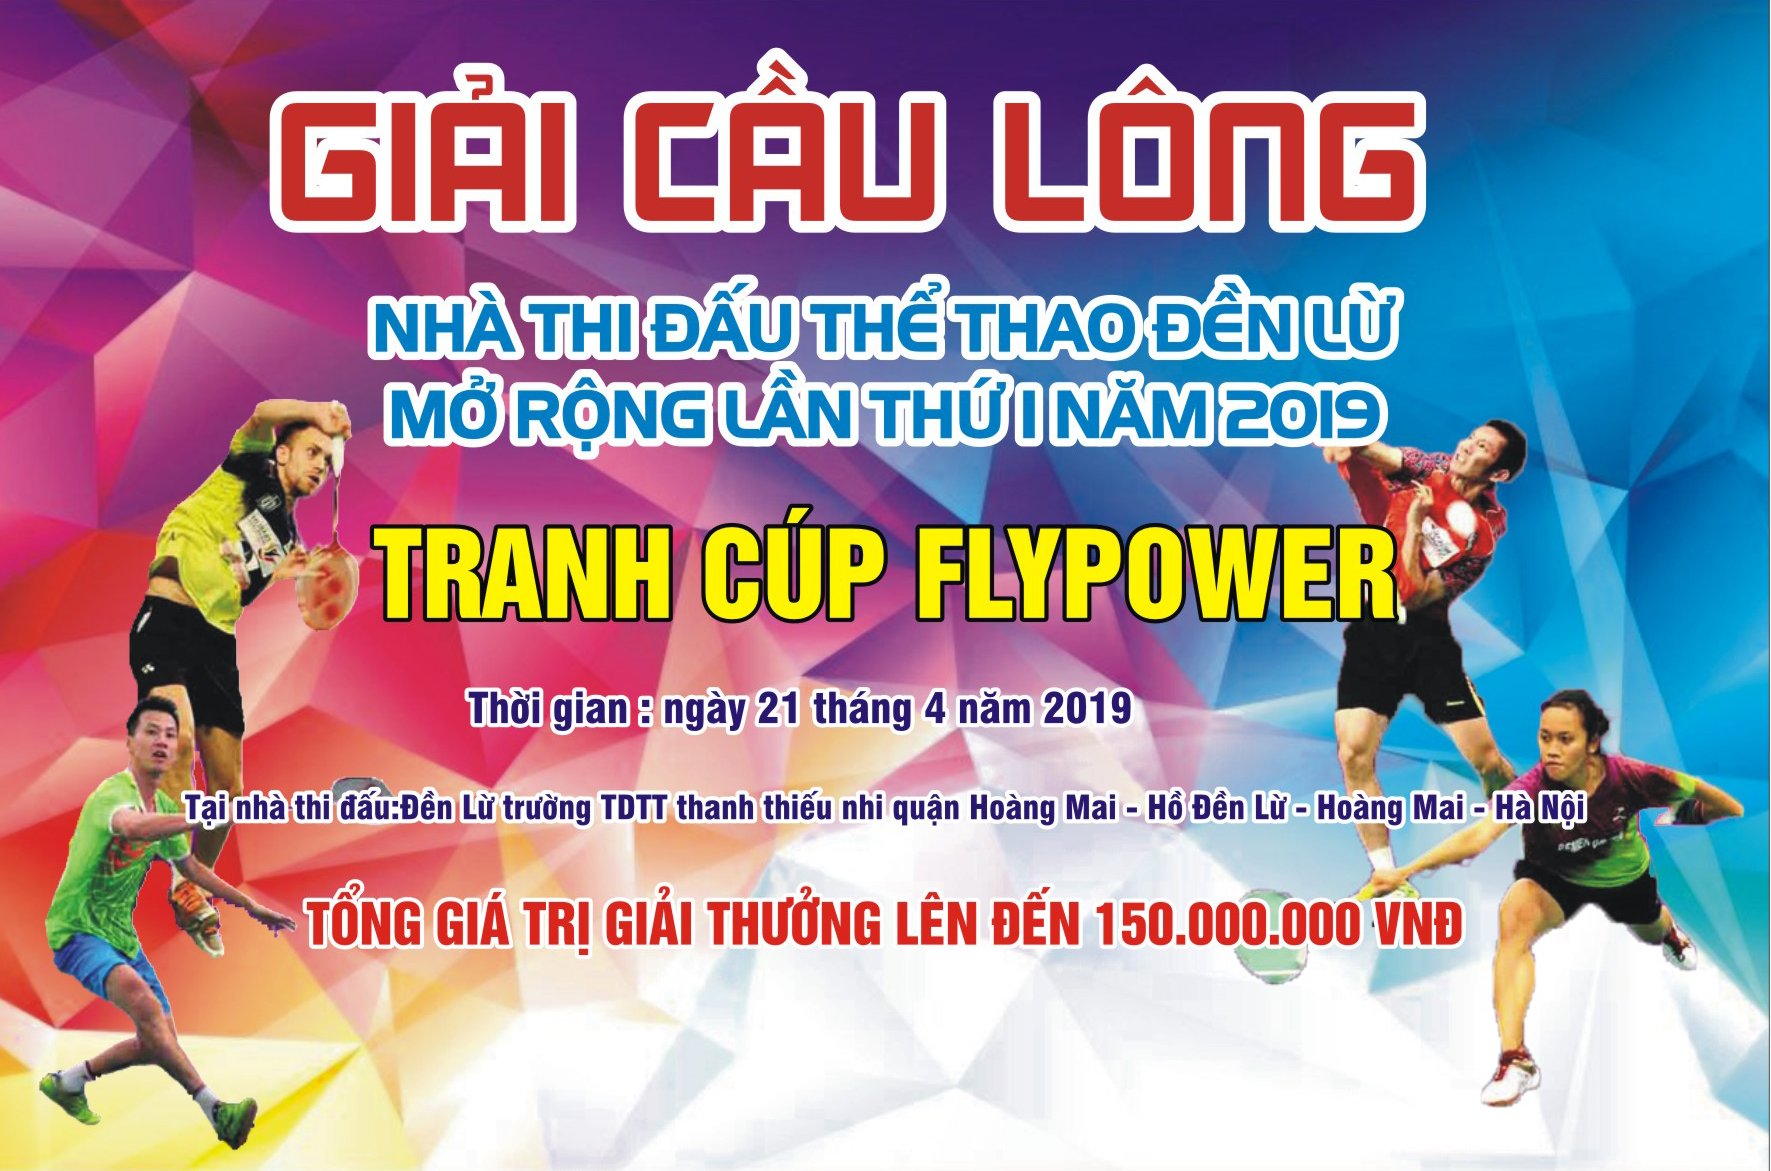 GIẢI CẦU LÔNG
NHÀ THI ĐẤU THỂ THAO ĐỀN LỪ
MỞ RỘNG LẦN THỨ I NĂM 2019
TRANH CÚP FLYPOWER
Thời gian : ngày 21 tháng 4 năm 2019
Tại nhà thi đấu:Đền Lừ trường TDTT thanh thiếu nhi quận Hoàng Mai - Hồ Đền Lừ - Hoàng Mai - Hà Nội
TỔNG GIÁ TRỊ GIẢI THƯỞNG LÊN ĐẾN 150.000.000 VNĐ